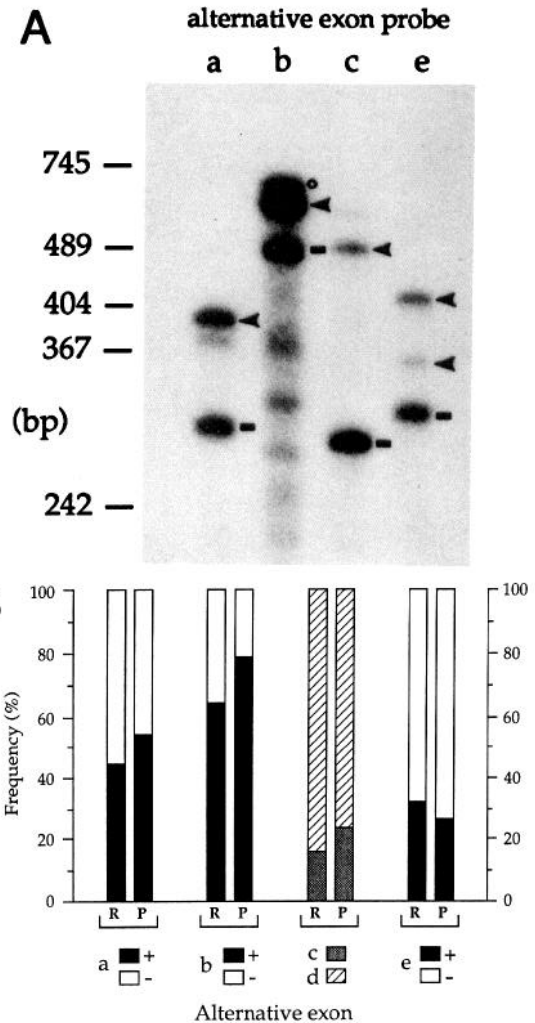 A
alternative exon probe
a b c e
745
489
404
367
(bp)
242
100 100
80 80
60 60
40 40
20 20
0 0
Frequency (%)
R P R P R P R P
a + b + c e +
- - d -
Alternative exon